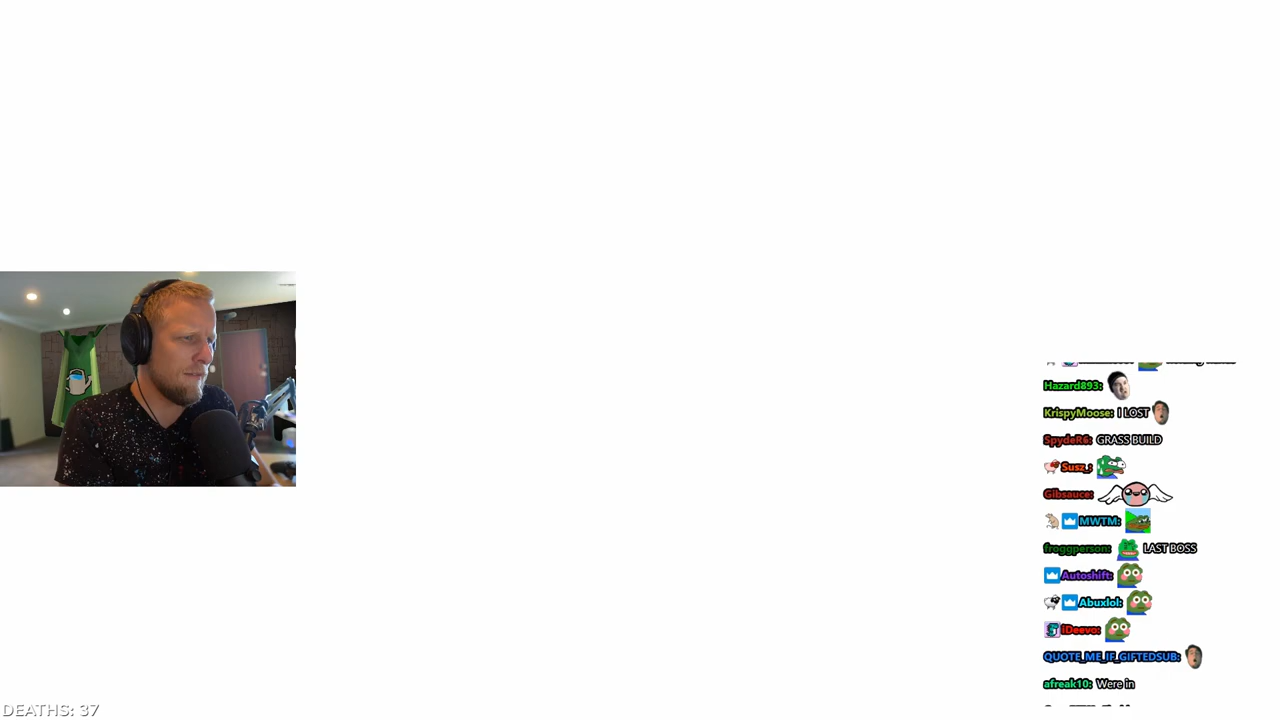 Hazard893:
KrispyMoose: I LOST
SpydeR6: GRASS BUILD
Susz_:
Gibsauce:
MWTM:
froggperson: LAST BOSS
Autoshift:
Abuxlol:
iDeevo:
QUOTE_ME_IF_GIFTEDSUB:
afreak10: Were in
DEATHS: 37